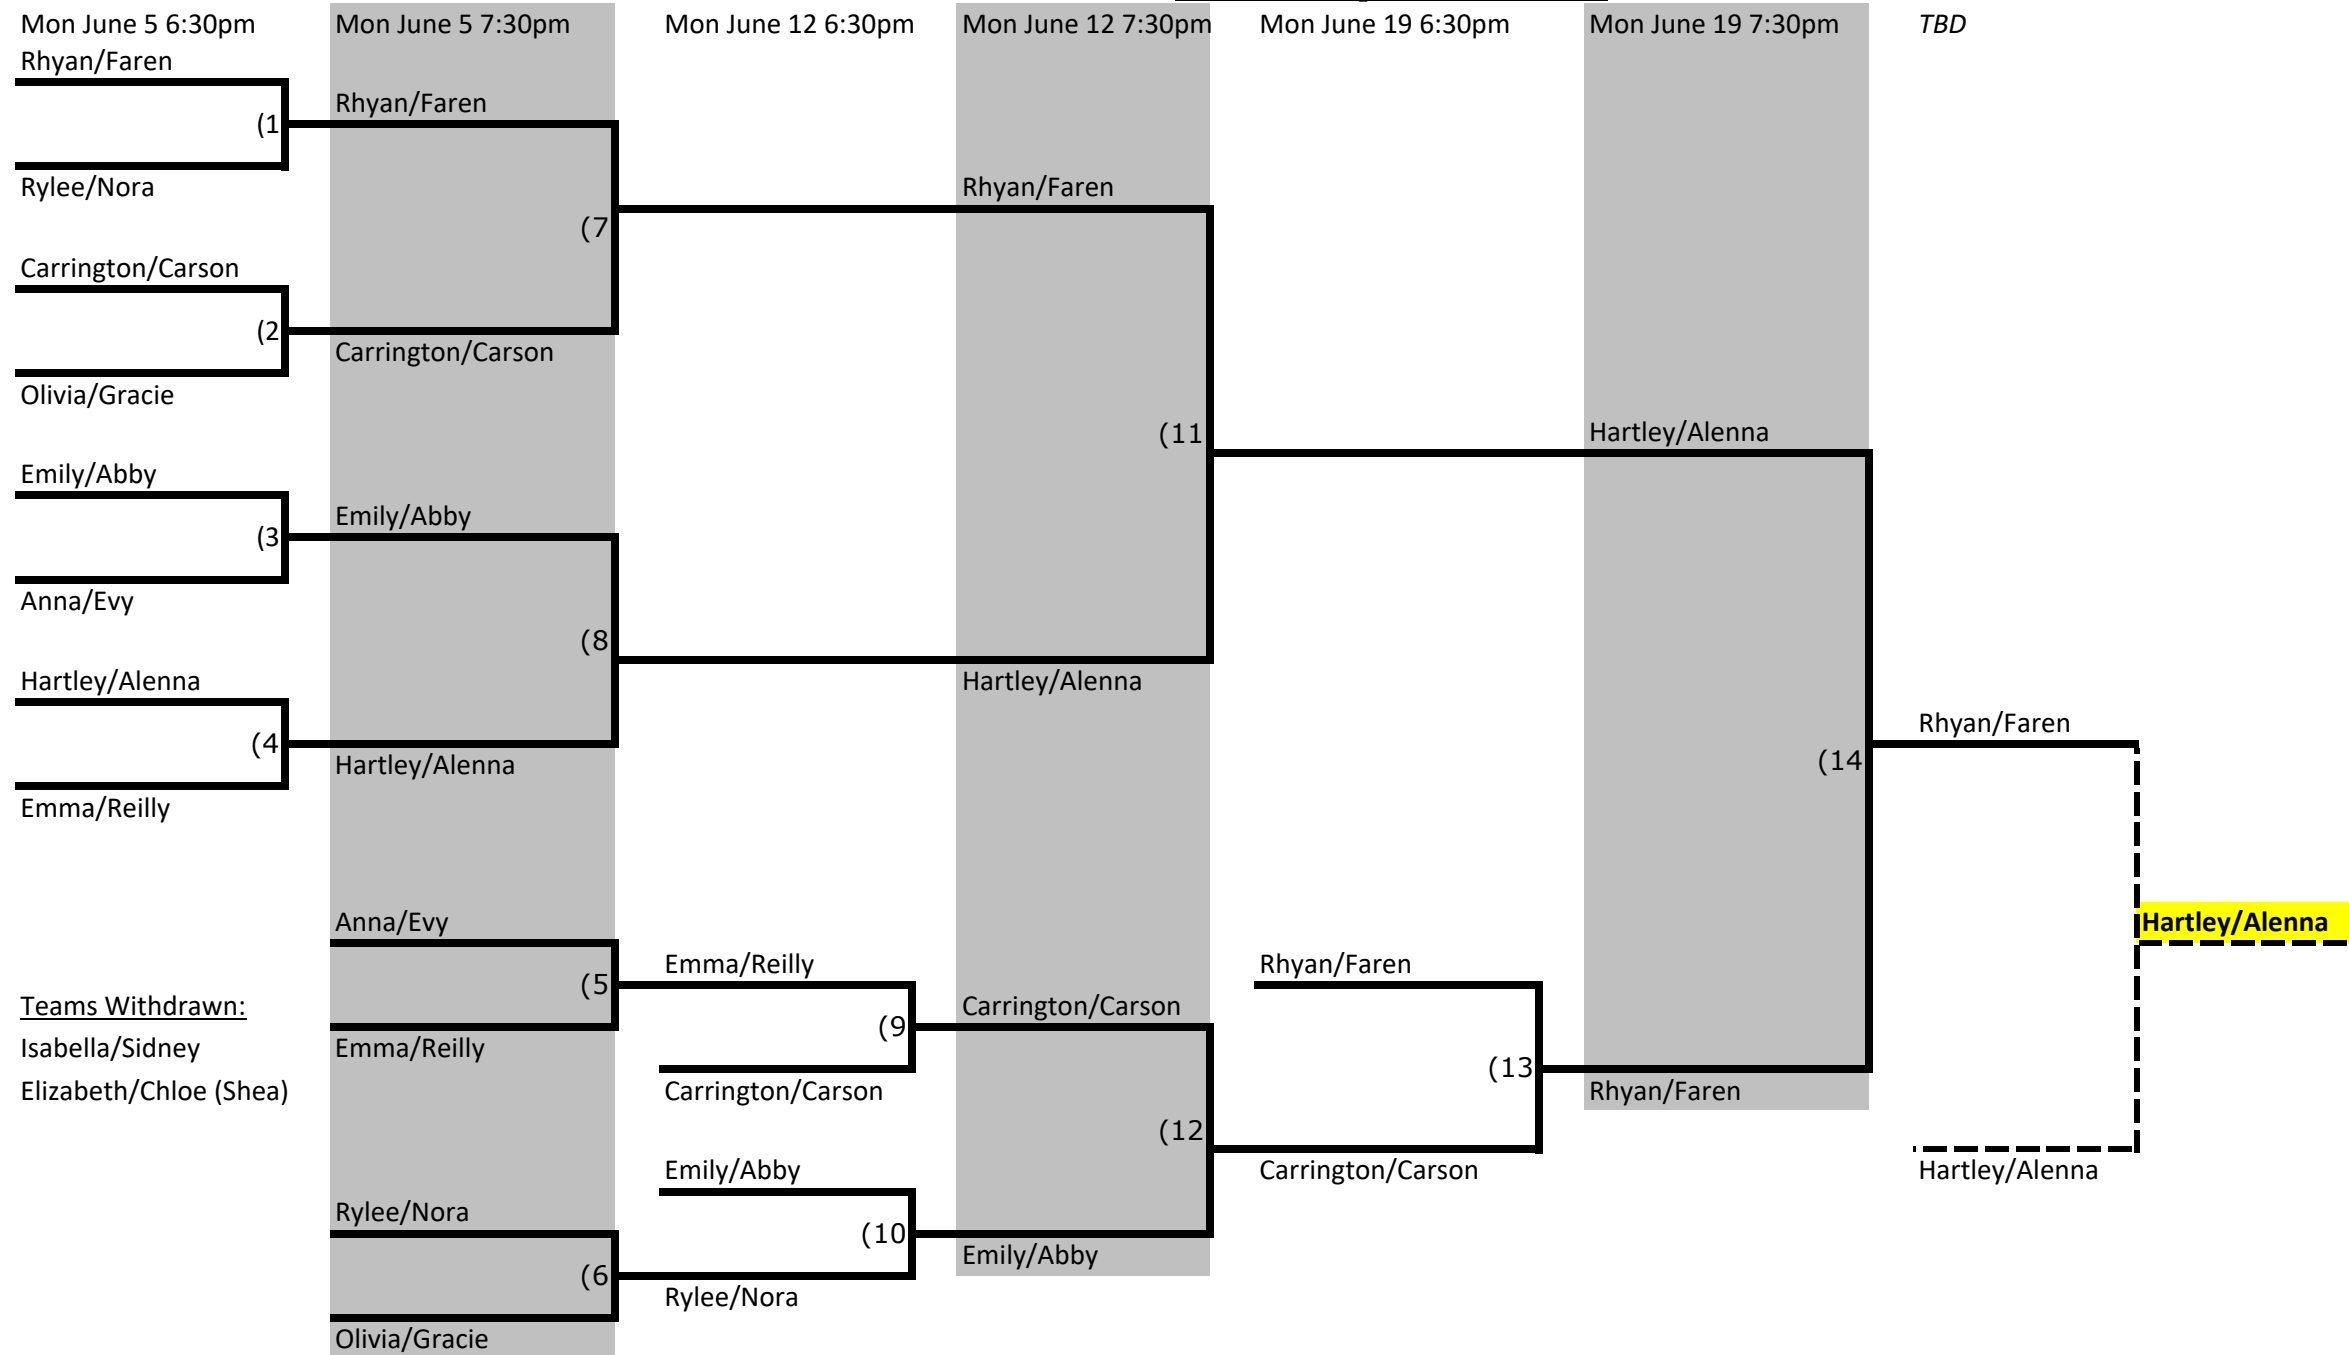 Mon June 5 6:30pm
Mon June 5 7:30pm
Mon June 12 6:30pm
Mon June 12 7:30pm
Mon June 19 6:30pm
Mon June 19 7:30pm
TBD
Rhyan/Faren
(1
Rylee/Nora
Carrington/Carson
(2
Olivia/Gracie
Emily/Abby
(3
Anna/Evy
Hartley/Alenna
(4
Emma/Reilly
Teams Withdrawn:
Isabella/Sidney
Elizabeth/Chloe (Shea)
Rhyan/Faren
(7
Carrington/Carson
Emily/Abby
(8
Hartley/Alenna
Anna/Evy
(5
Emma/Reilly
Rylee/Nora
(6
Olivia/Gracie
Emma/Reilly
(9
Carrington/Carson
Emily/Abby
(10
Rylee/Nora
Rhyan/Faren
(11
Hartley/Alenna
Carrington/Carson
(12
Emily/Abby
Rhyan/Faren
(13
Carrington/Carson
Hartley/Alenna
(14
Rhyan/Faren
Rhyan/Faren
Hartley/Alenna
Hartley/Alenna